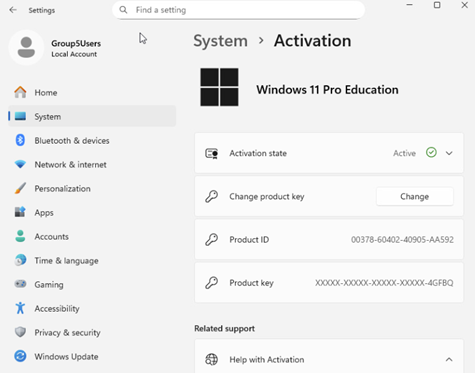 Settings
Find a setting
Group5Users
Local Account
Home
System
Bluetooth & devices
Network & internet
Personalization
Apps
Accounts
Time & language
Gaming
Accessibility
Privacy & security
Windows Update
System > Activation
Windows 11 Pro Education
Activation state Active
Change product key Change
Product ID 00378-60402-40905-AA592
Product key XXXXX-XXXXX-XXXXX-XXXXX-4GFBQ
Related support
Help with Activation